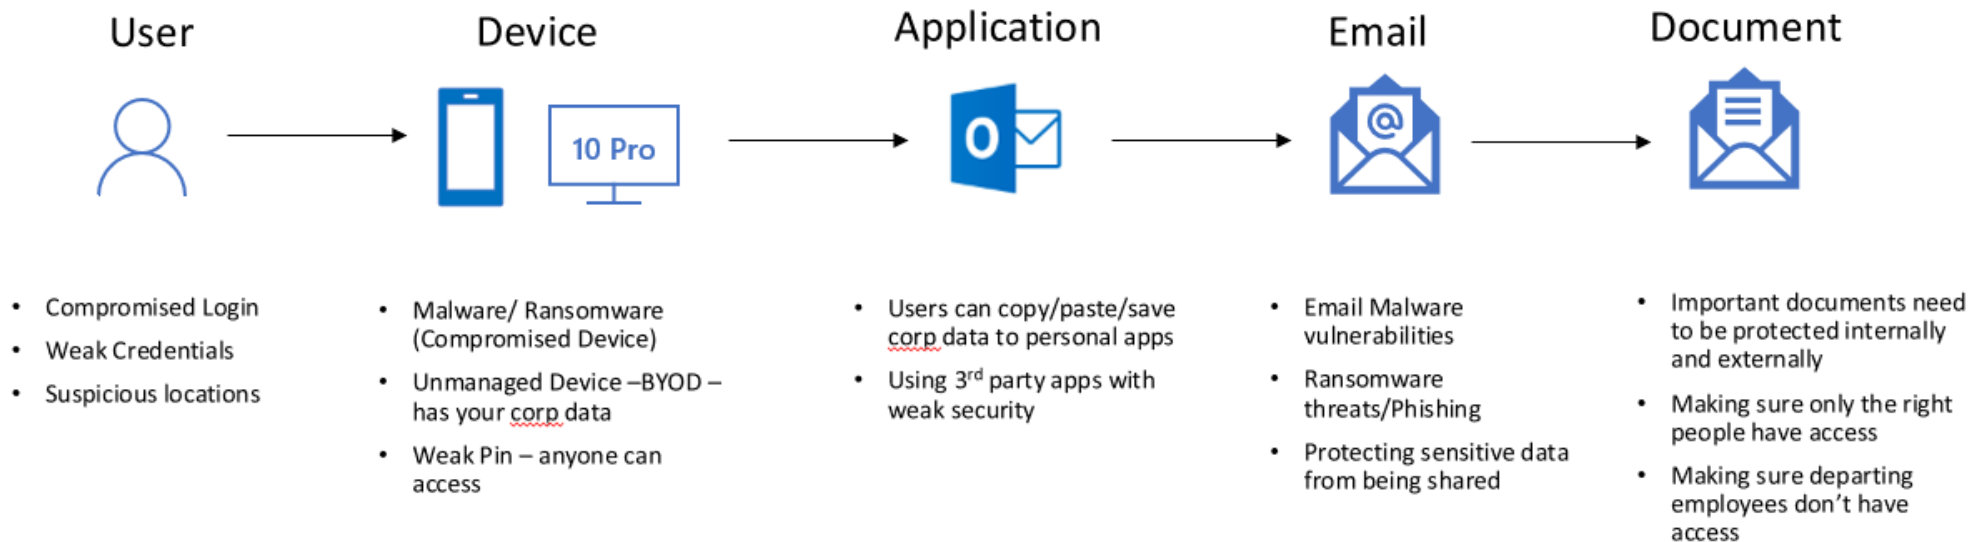 User
Device
Application
Email
Document
10 Pro
O
@
• Compromised Login
• Weak Credentials
• Suspicious locations
• Malware/ Ransomware
(Compromised Device)
• Unmanaged Device –BYOD –
has your corp data
• Weak Pin – anyone can
access
• Users can copy/paste/save
corp data to personal apps
• Using 3rd party apps with
weak security
• Email Malware
vulnerabilities
• Ransomware
threats/Phishing
• Protecting sensitive data
from being shared
• Important documents need
to be protected internally
and externally
• Making sure only the right
people have access
• Making sure departing
employees don’t have
access